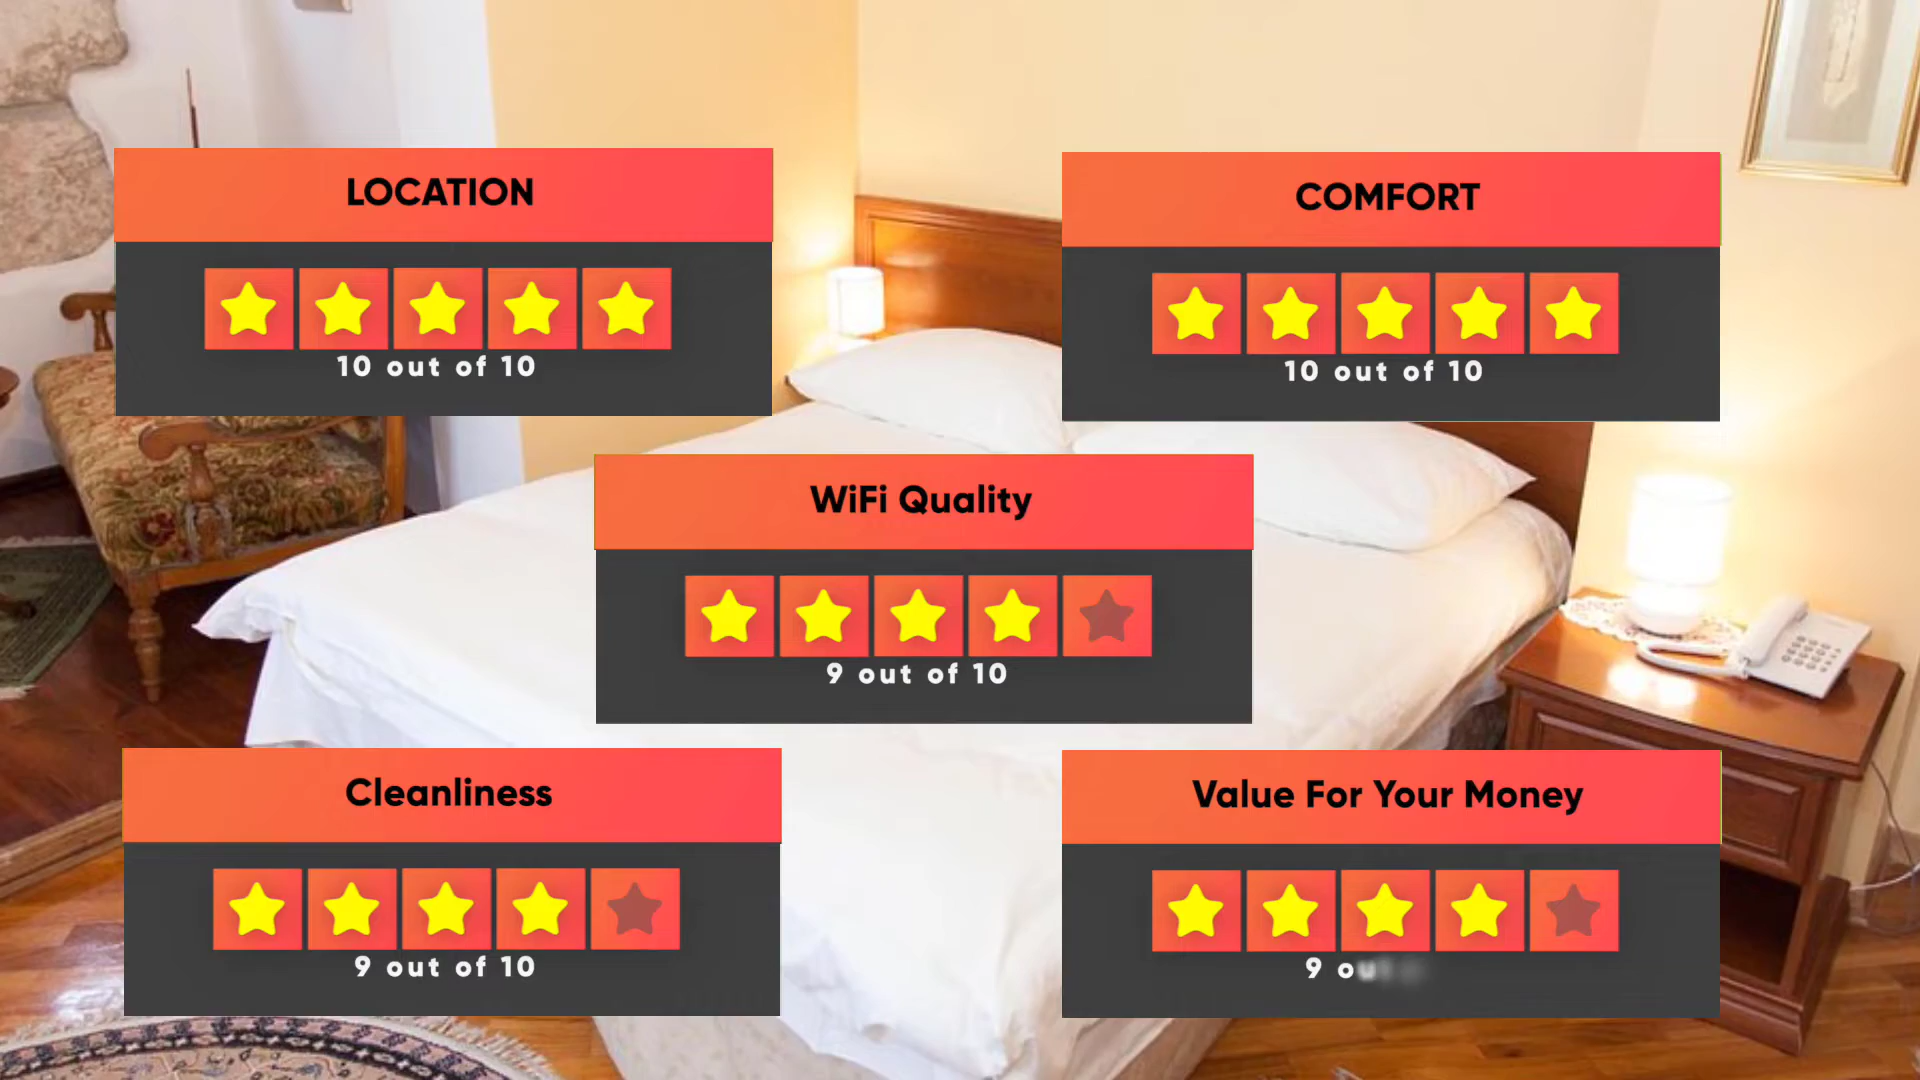 LOCATION
10 out of 10
COMFORT
10 out of 10
WiFi Quality
9 out of 10
Cleanliness
9 out of 10
Value For Your Money
9